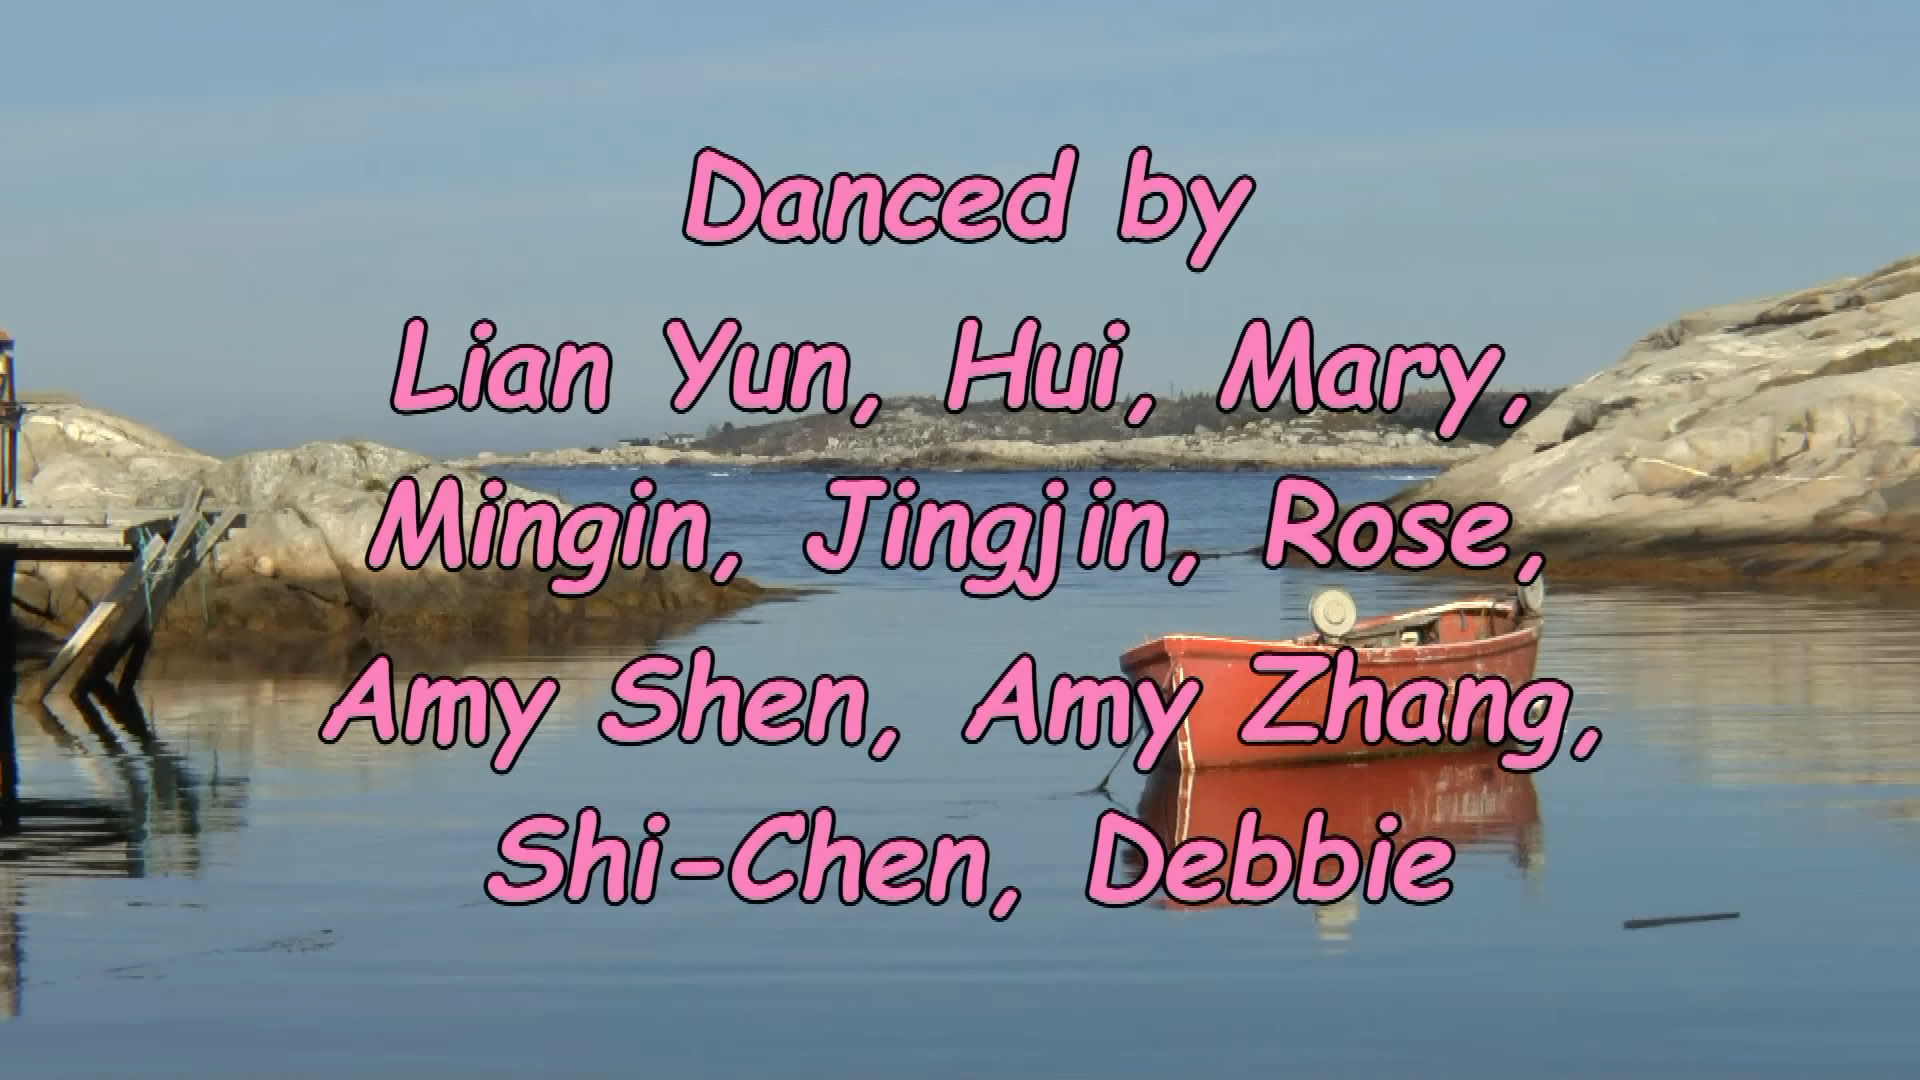 Danced by
Lian Yun, Hui, Mary,
Mingin, Jingjin, Rose,
Amy Shen, Amy Zhang,
Shi-Chen, Debbie